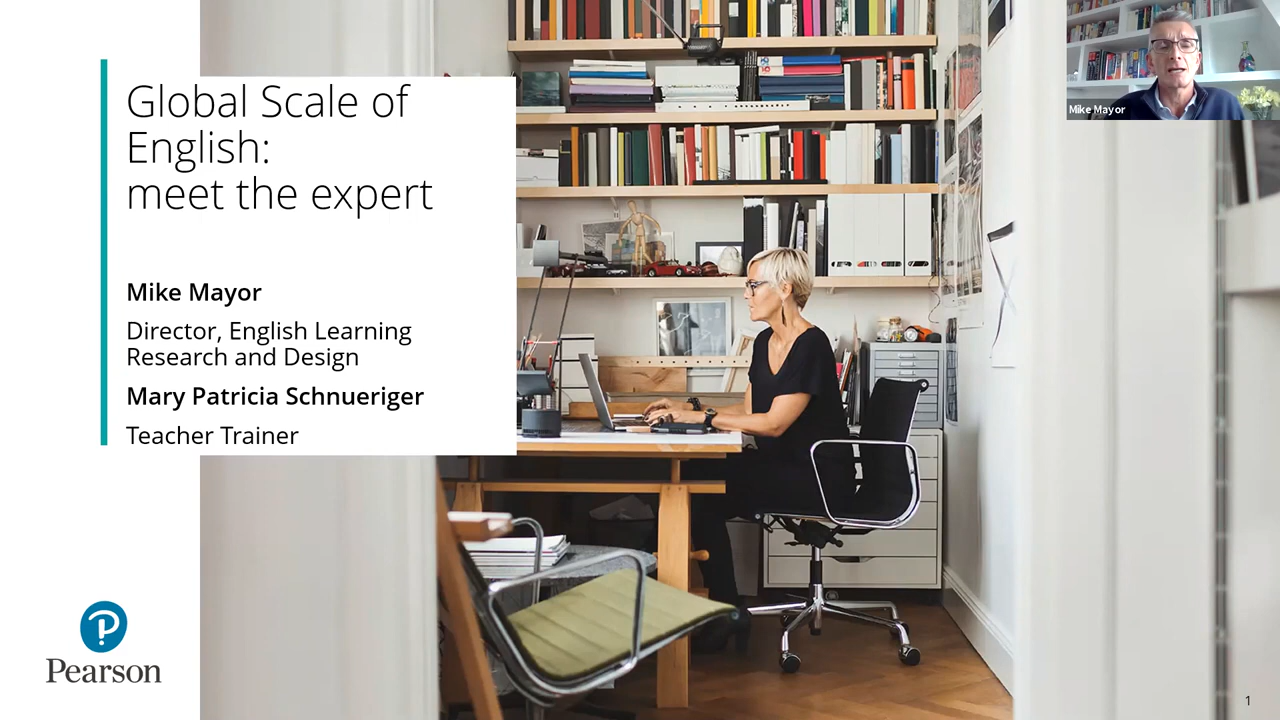 Global Scale of
English:
meet the expert
Mike Mayor
Director, English Learning
Research and Design
Mary Patricia Schnueriger
Teacher Trainer
Pearson
Mike Mayor
1